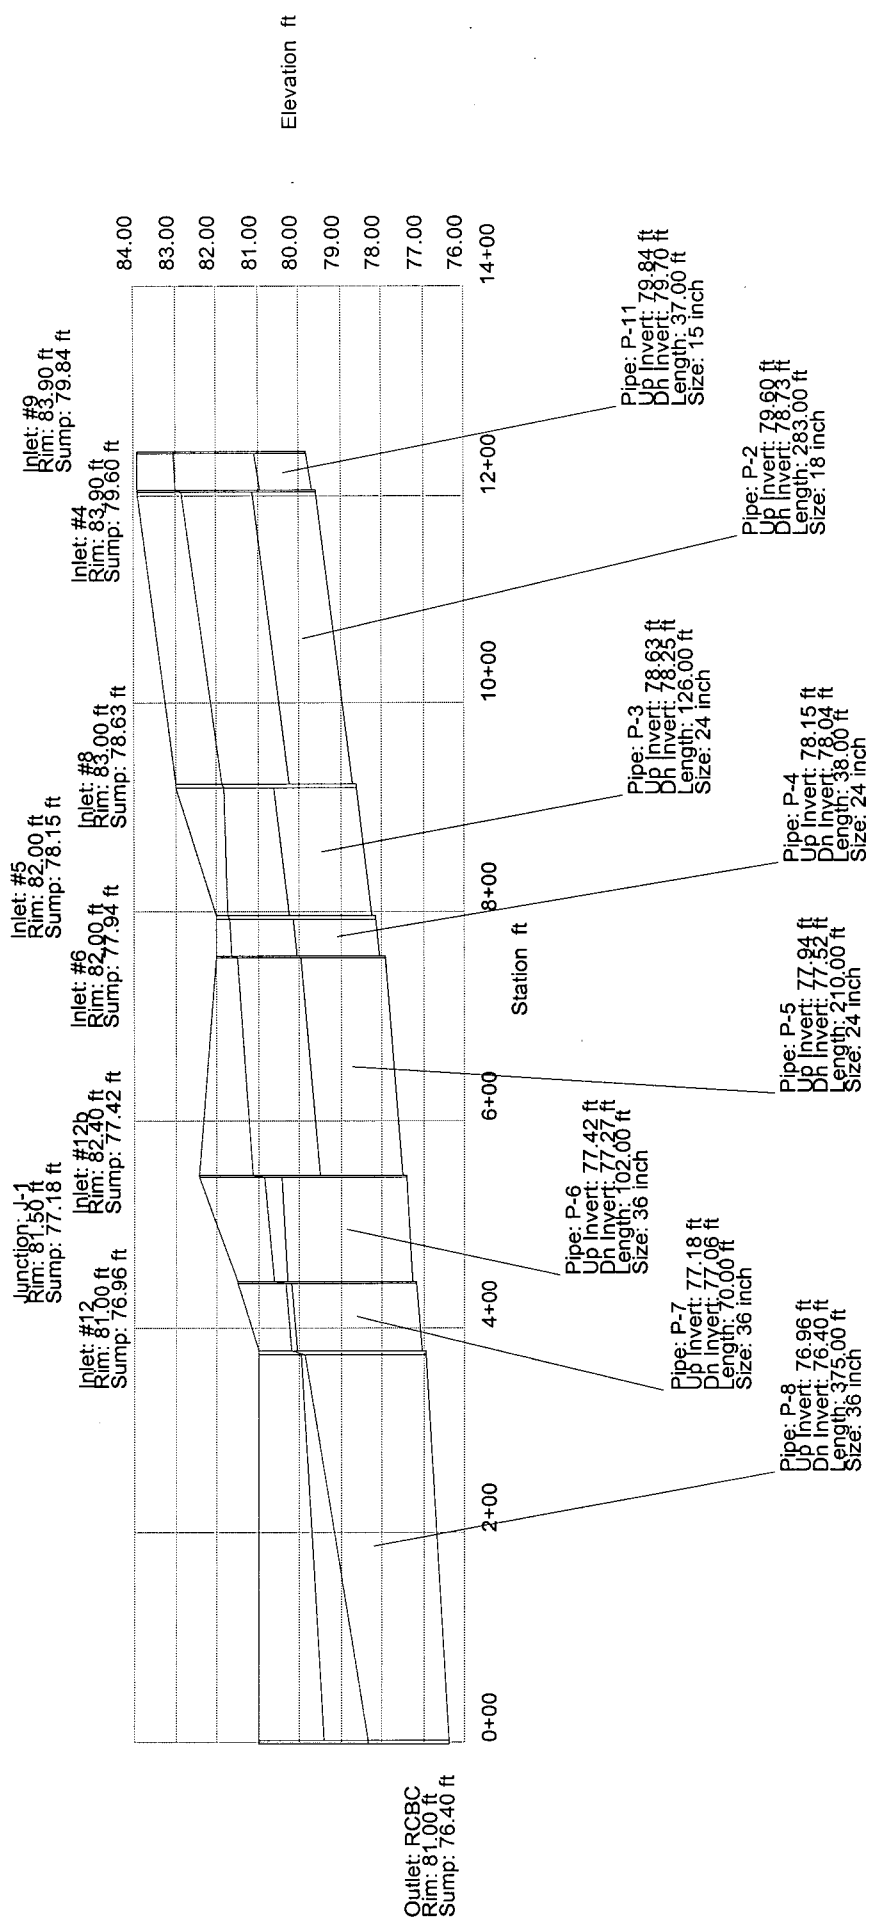 Inlet: #9
Rim: 83.90 ft
Sump: 79.84 ft
Inlet: #4
Rim: 83.90 ft
Sump: 79.60 ft
Inlet: #8
Rim: 83.00 ft
Sump: 78.63 ft
Inlet: #5
Rim: 82.00 ft
Sump: 78.15 ft
Inlet: #6
Rim: 82.00 ft
Sump: 77.94 ft
Inlet: #12b
Rim: 82.40 ft
Sump: 77.42 ft
Junction: J-1
Rim: 81.50 ft
Sump: 77.18 ft
Inlet: #12
Rim: 81.00 ft
Sump: 76.96 ft
Outlet: RCBC
Rim: 81.00 ft
Sump: 76.40 ft
84.00
83.00
82.00
81.00
80.00
79.00
78.00
77.00
76.00
Elevation ft
0+00
2+00
4+00
6+00
8+00
10+00
12+00
14+00
Station ft
Pipe: P-11
Up Invert: 79.84 ft
Dn Invert: 79.70 ft
Length: 37.00 ft
Size: 15 inch
Pipe: P-2
Up Invert: 79.60 ft
Dn Invert: 78.73 ft
Length: 283.00 ft
Size: 18 inch
Pipe: P-3
Up Invert: 78.63 ft
Dn Invert: 78.25 ft
Length: 126.00 ft
Size: 24 inch
Pipe: P-4
Up Invert: 78.15 ft
Dn Invert: 78.04 ft
Length: 38.00 ft
Size: 24 inch
Pipe: P-5
Up Invert: 77.94 ft
Dn Invert: 77.52 ft
Length: 210.00 ft
Size: 24 inch
Pipe: P-6
Up Invert: 77.42 ft
Dn Invert: 77.27 ft
Length: 102.00 ft
Size: 36 inch
Pipe: P-7
Up Invert: 77.18 ft
Dn Invert: 77.06 ft
Length: 70.00 ft
Size: 36 inch
Pipe: P-8
Up Invert: 76.96 ft
Dn Invert: 76.40 ft
Length: 375.00 ft
Size: 36 inch